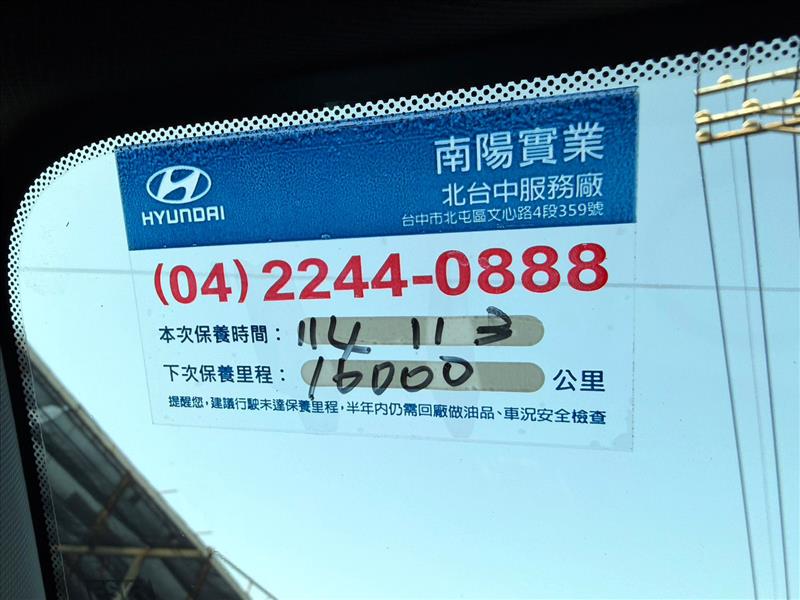 南陽實業
北台中服務廠
台中市北屯區文心路4段359號
HYUNDAI
(04) 2244-0888
本次保養時間： 114 11 3
下次保養里程： 16000 公里
提醒您，建議行駛未達保養里程，半年內仍需回廠做油品、車況安全檢查